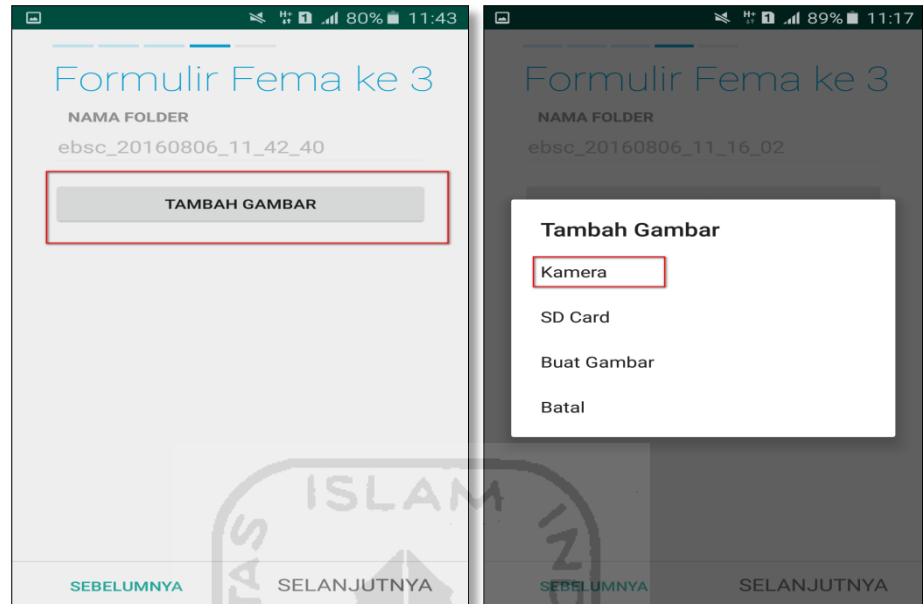 80% 11:43
Formulir Fema ke 3
NAMA FOLDER
ebsc_20160806_11_42_40
TAMBAH GAMBAR
SEBELUMNYA SELANJUTNYA
89% 11:17
Formulir Fema ke 3
NAMA FOLDER
ebsc_20160806_11_16_02
Tambah Gambar
Kamera
SD Card
Buat Gambar
Batal
SEBELUMNYA SELANJUTNYA
ISLAM